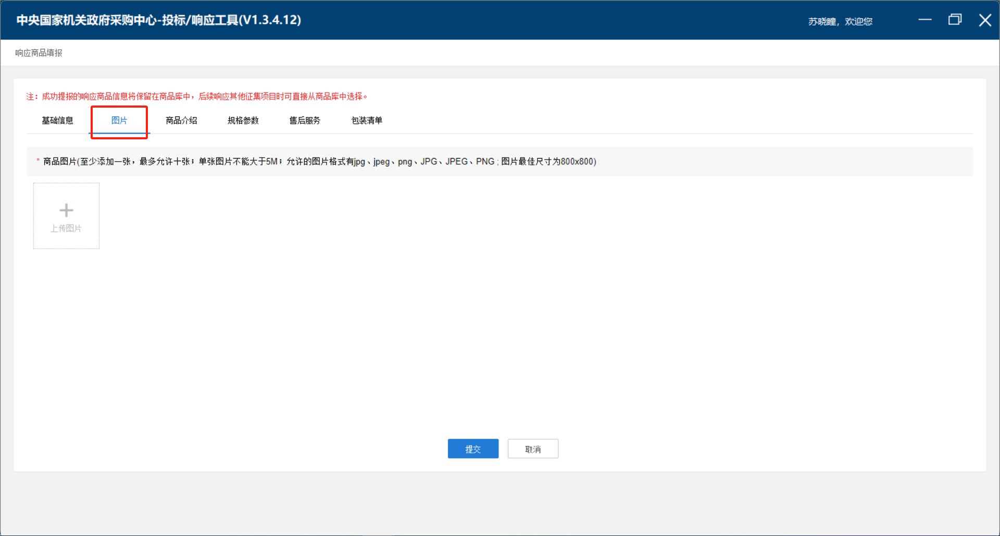 中央国家机关政府采购中心-投标/响应工具(V1.3.4.12)
苏晓瞳，欢迎您
响应商品填报
注：成功提报的响应商品信息将保留在商品库中，后续响应其他征集项目时可直接从商品库中选择。
基础信息 图片 商品介绍 规格参数 售后服务 包装清单
* 商品图片(至少添加一张，最多允许十张；单张图片不能大于5M；允许的图片格式有jpg、jpeg、png、JPG、JPEG、PNG ; 图片最佳尺寸为800x800)
上传图片
提交 取消